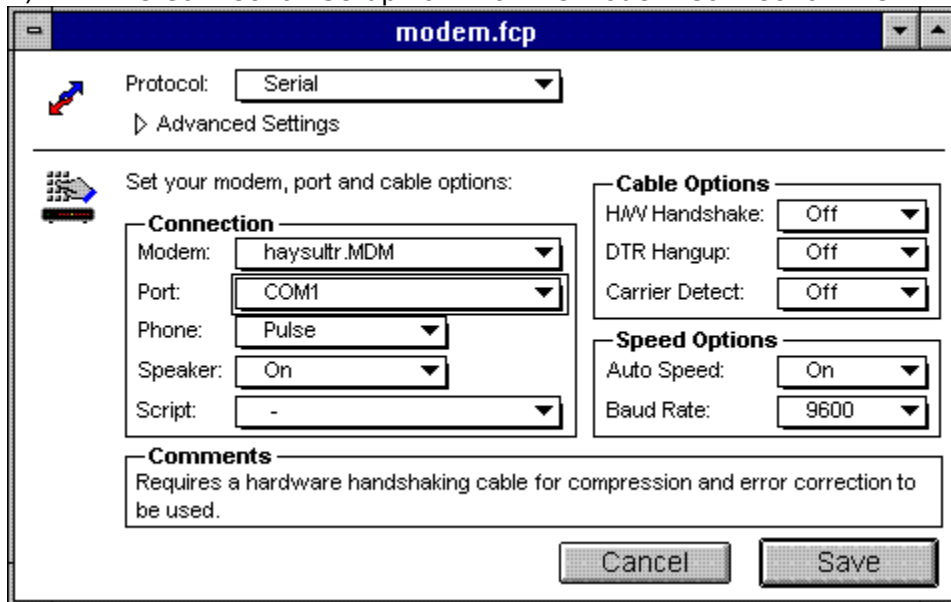 modem.fcp
Protocol: Serial
Advanced Settings
Set your modem, port and cable options:
Connection
Modem: haysultr.MDM
Port: COM1
Phone: Pulse
Speaker: On
Script: -
Cable Options
H/W Handshake: Off
DTR Hangup: Off
Carrier Detect: Off
Speed Options
Auto Speed: On
Baud Rate: 9600
Comments
Requires a hardware handshaking cable for compression and error correction to
be used.
Cancel Save